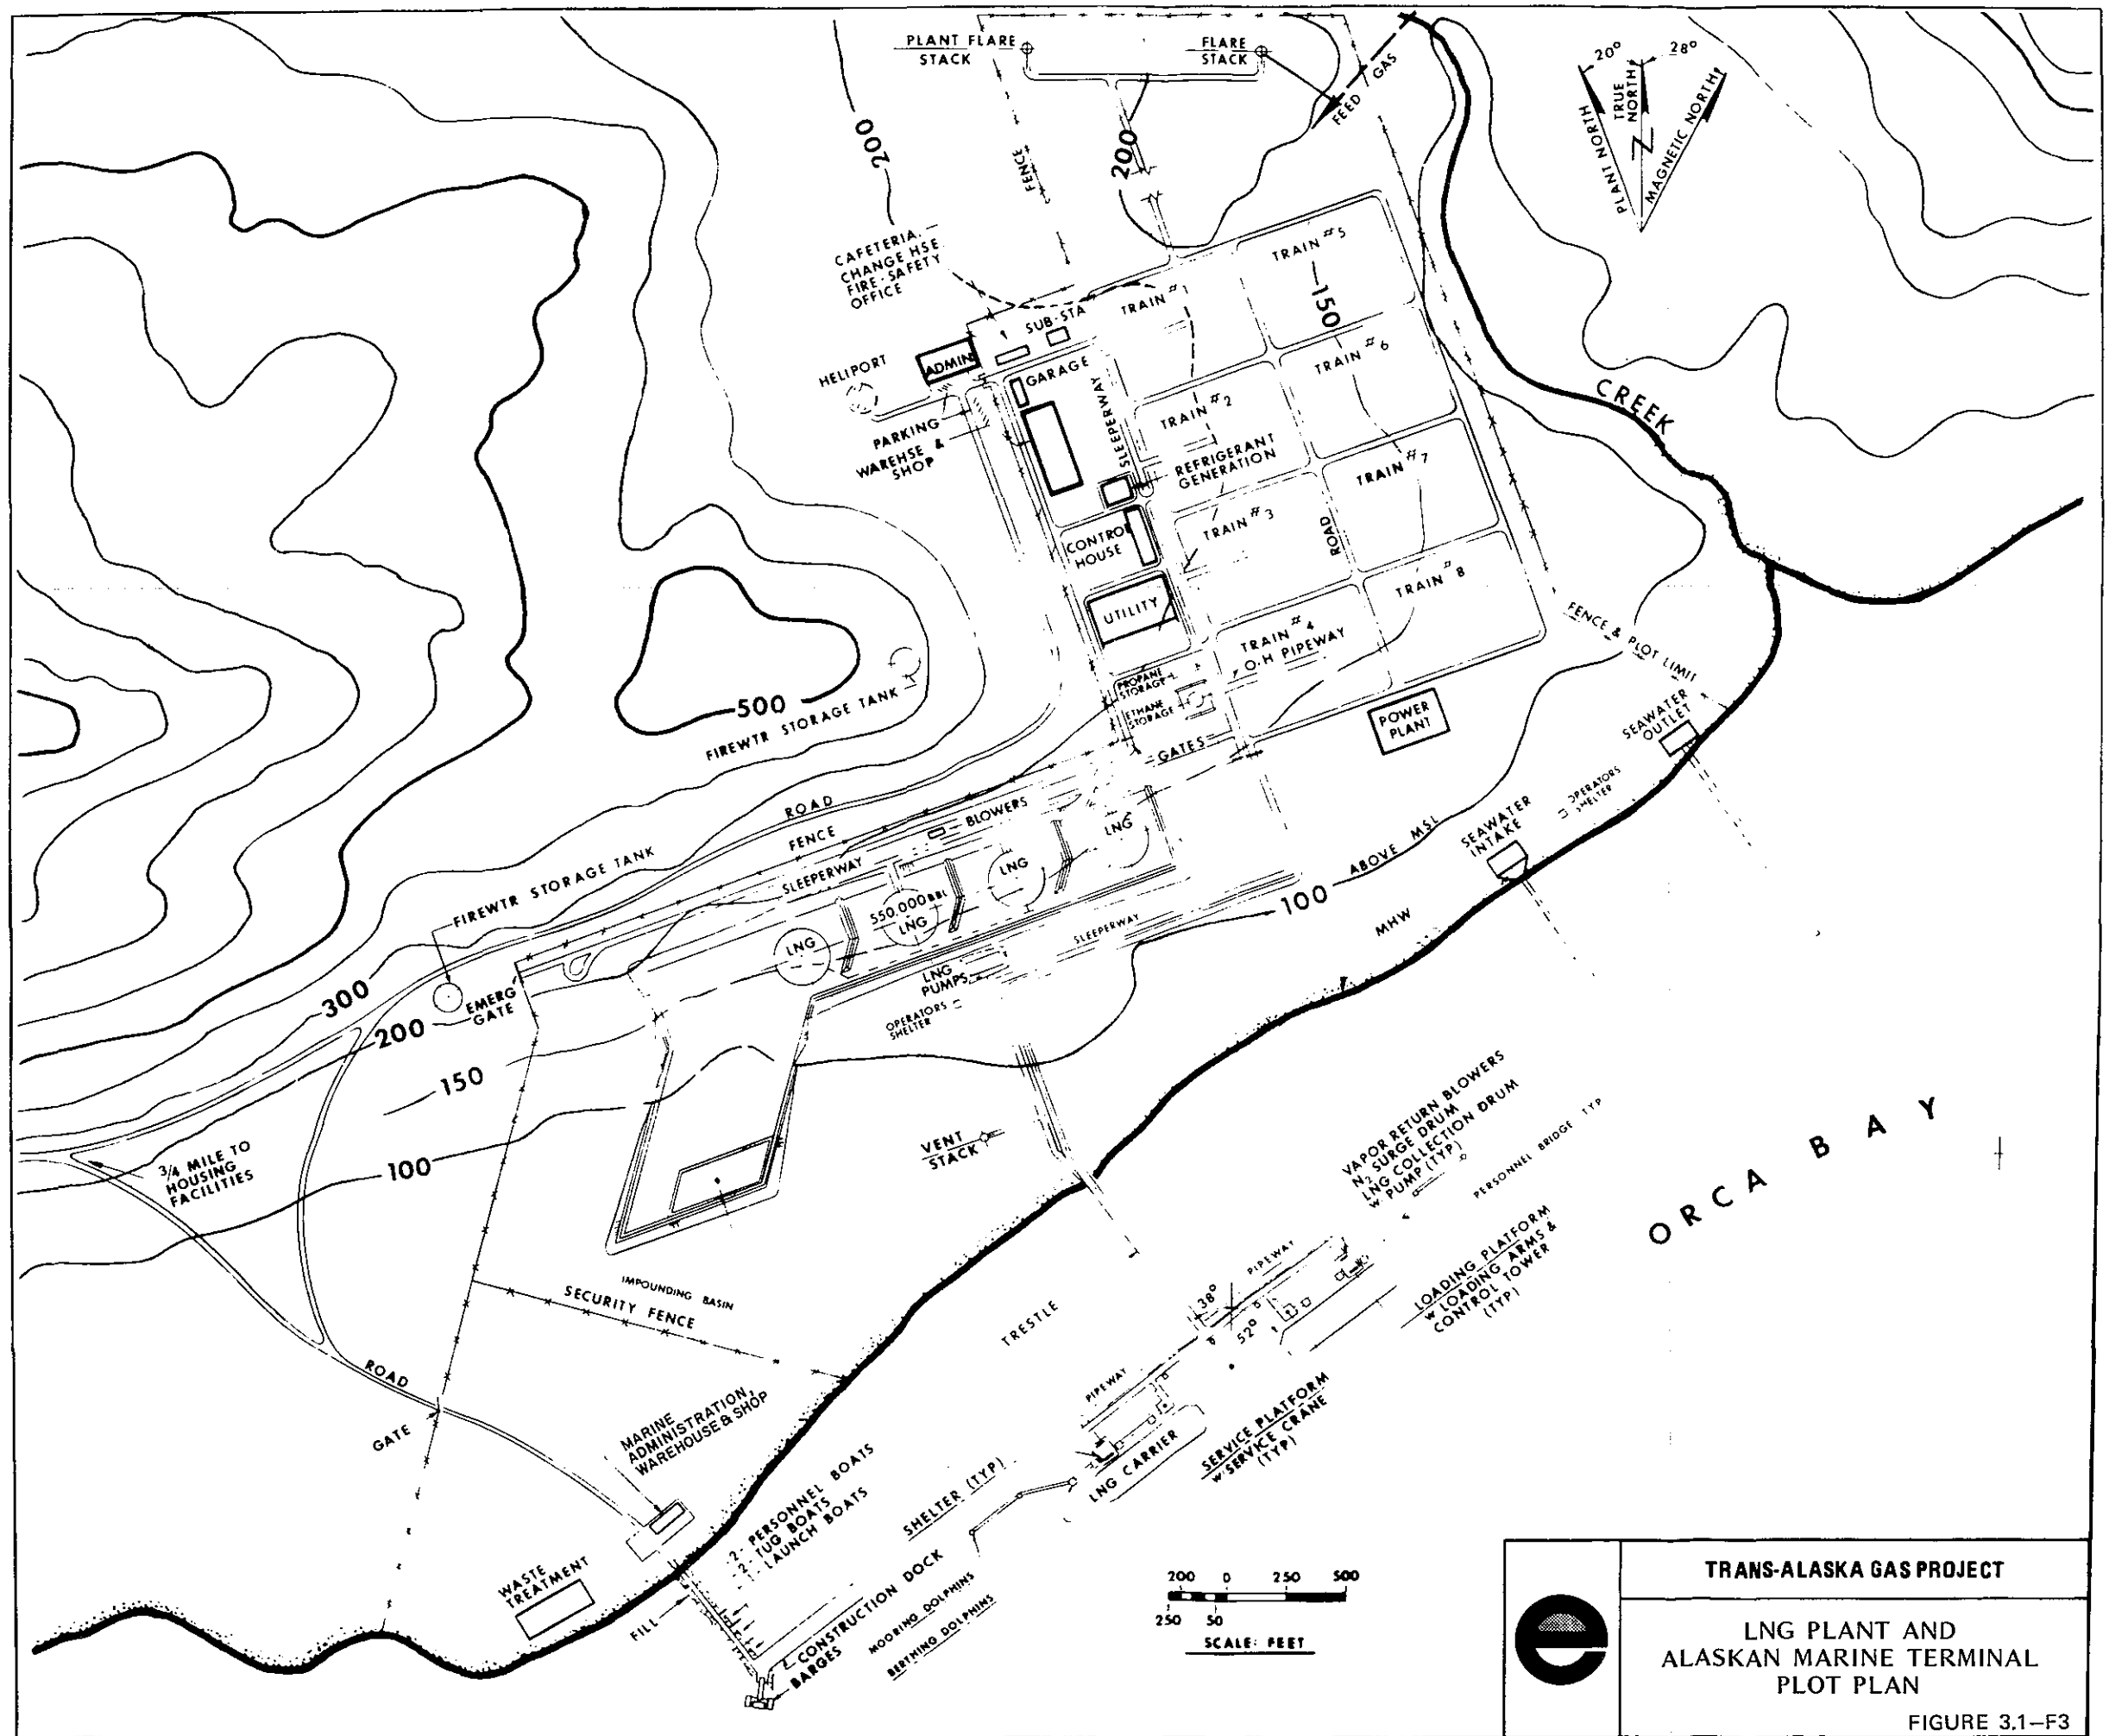 PLANT FLARE
STACK
FLARE
STACK
FEED GAS
20°
28°
PLANT NORTH
TRUE
NORTH
MAGNETIC NORTH
200
200
FENCE
CAFETERIA,
CHANGE HSE
FIRE-SAFETY
OFFICE
SUB-STA
TRAIN #
TRAIN #5
150
HELIPORT
ADMIN
GARAGE
TRAIN #6
CREEK
SLEEPERWAY
TRAIN #2
PARKING
WAREHSE &
SHOP
REFRIGERANT
GENERATION
TRAIN #7
TRAIN #3
ROAD
CONTROL
HOUSE
TRAIN #8
UTILITY
TRAIN #4
O-H PIPEWAY
FENCE & PLOT LIMIT
500
FIREWTR STORAGE TANK
PROPANE
STORAGE
ETHANE
STORAGE
POWER
PLANT
SEAWATER
OUTLET
GATES
ROAD
FENCE
BLOWERS
OPERATORS
SHELTER
SEAWATER
INTAKE
LNG
ABOVE MSL
FIREWTR STORAGE TANK
SLEEPERWAY
LNG
550,000 BBL
LNG
LNG
100
MHW
SLEEPERWAY
LNG
PUMPS
OPERATORS
SHELTER
300
EMERG
GATE
200
150
100
3/4 MILE TO
HOUSING
FACILITIES
VENT
STACK
VAPOR RETURN BLOWERS
N2 SURGE DRUM
LNG COLLECTION DRUM
W. PUMP (TYP)
PERSONNEL BRIDGE TYP
ORCA BAY
LOADING PLATFORM
W LOADING ARMS &
CONTROL TOWER
(TYP)
IMPOUNDING BASIN
SECURITY FENCE
TRESTLE
38°
PIPEWAY
52°
PIPEWAY
ROAD
GATE
MARINE
ADMINISTRATION,
WAREHOUSE & SHOP
SERVICE PLATFORM
W SERVICE CRANE
(TYP)
LNG CARRIER
-2- PERSONNEL BOATS
-2- TUG BOATS
-1- LAUNCH BOATS
SHELTER (TYP)
WASTE
TREATMENT
FILL
CONSTRUCTION DOCK
BARGES
MOORING DOLPHINS
BERTHING DOLPHINS
200 0 250 500
250 50
SCALE: FEET
e
TRANS-ALASKA GAS PROJECT
LNG PLANT AND
ALASKAN MARINE TERMINAL
PLOT PLAN
FIGURE 3.1-F3